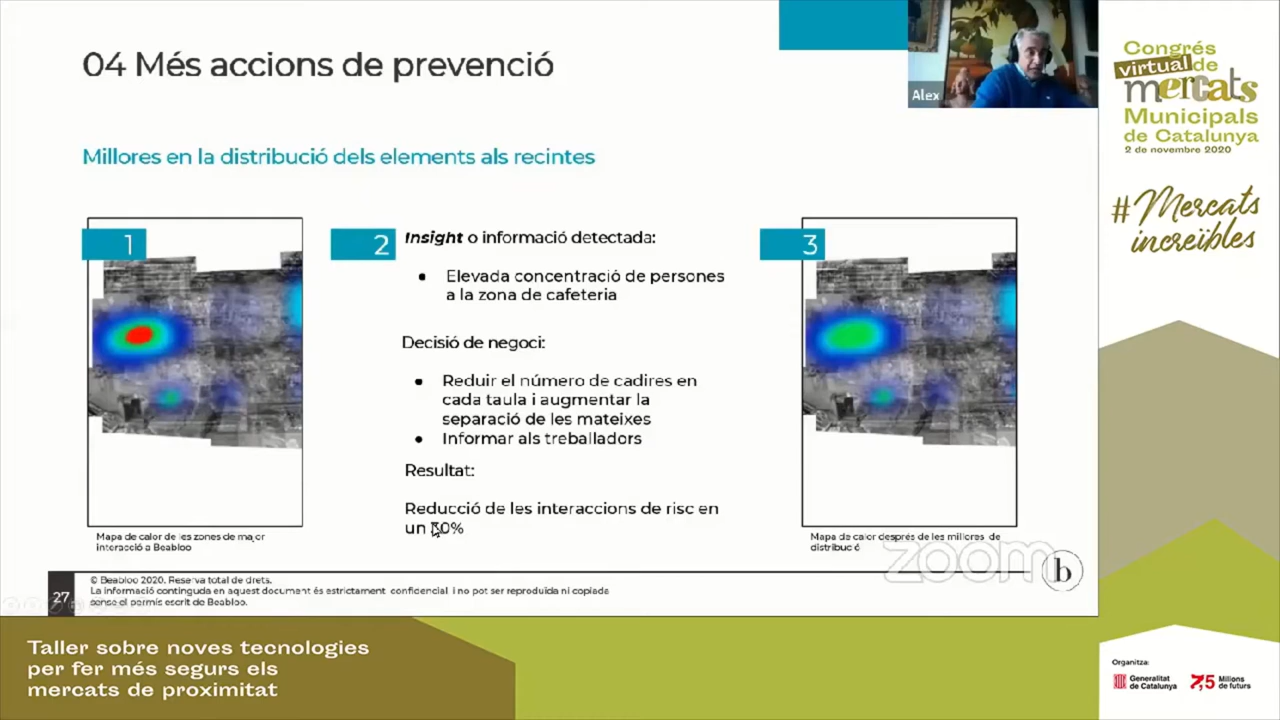 04 Més accions de prevenció
Alex
Millores en la distribució dels elements als recintes
1
Mapa de calor de les zones de major
interacció a Beabloo
2
Insight o informació detectada:
● Elevada concentració de persones
a la zona de cafeteria
Decisió de negoci:
● Reduir el número de cadires en
cada taula i augmentar la
separació de les mateixes
● Informar als treballadors
Resultat:
Reducció de les interaccions de risc en
un
3
Mapa de calor després de les millores de
distribució
zoom
b
27
© Beabloo 2020. Reserva total de drets.
La informació continguda en aquest document és estrictament confidencial i no pot ser reproduida ni copiada
sense el permís escrit de Beabloo.
Congrés
virtual de
mercats
Municipals
de Catalunya
2 de novembre 2020
#Mercats
increïbles
Taller sobre noves tecnologies
per fer més segurs els
mercats de proximitat
Organitza:
Generalitat
de Catalunya
7,5 Milions
de futurs